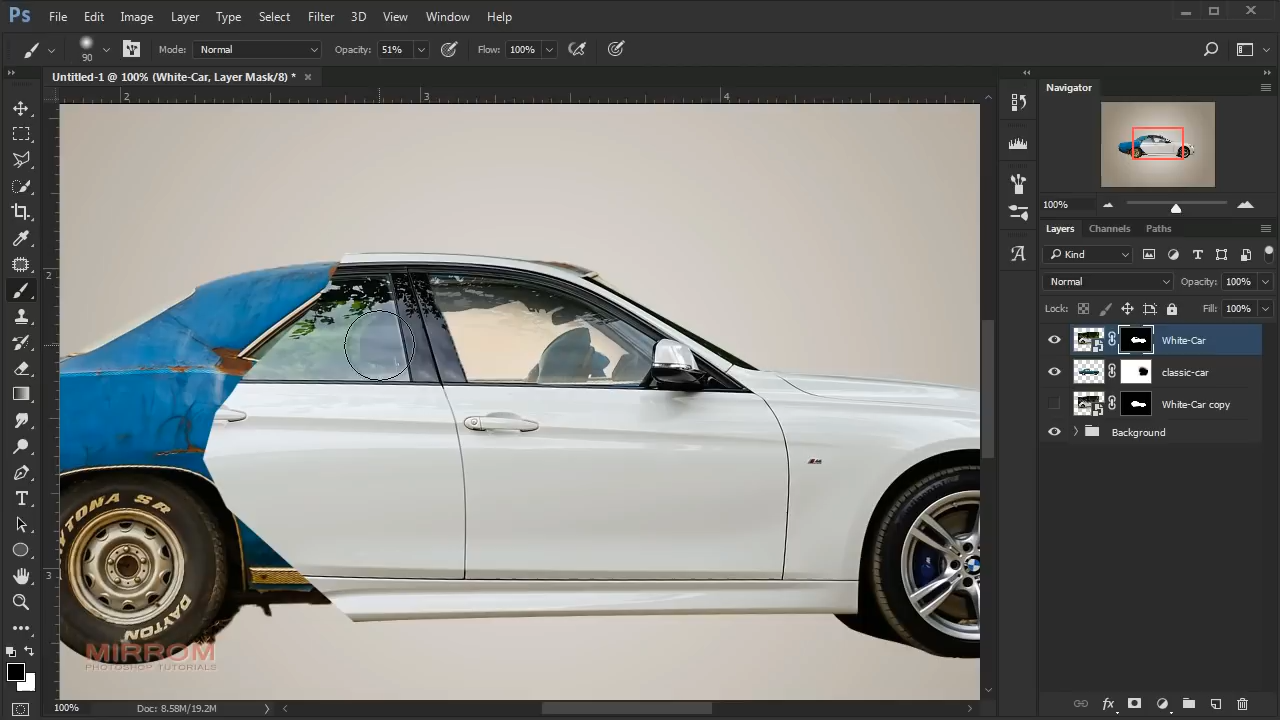 Ps File Edit Image Layer Type Select Filter 3D View Window Help
90 Mode: Normal Opacity: 51% Flow: 100%
Untitled-1 @ 100% (White-Car, Layer Mask/8) * ×
2 3 4
2
3
DAYTONA SR
DAYTON
MIRROM
PHOTOSHOP TUTORIALS
100% Doc: 8.58M/19.2M
Navigator
100%
Layers Channels Paths
Kind
Normal Opacity: 100%
Lock: Fill: 100%
White-Car
classic-car
White-Car copy
Background